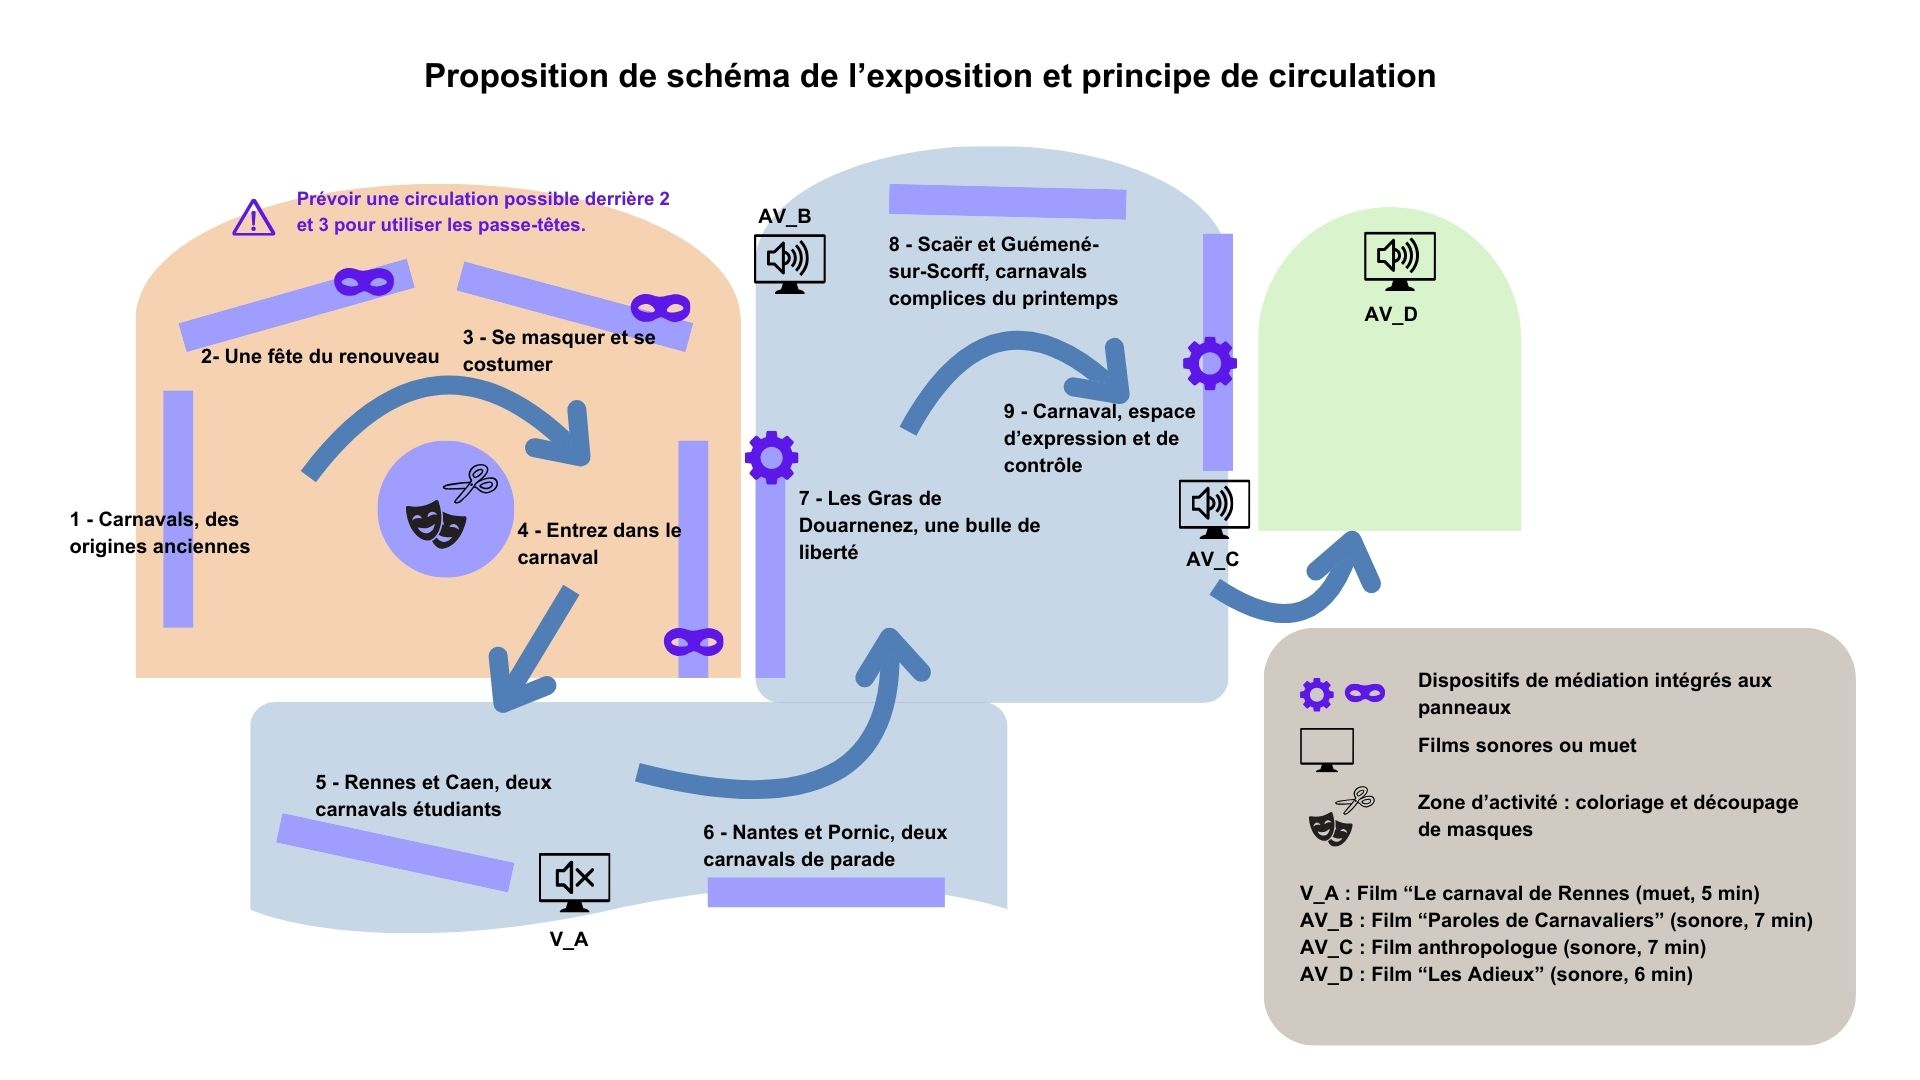 Proposition de schéma de l’exposition et principe de circulation
Prévoir une circulation possible derrière 2
et 3 pour utiliser les passe-têtes.
2- Une fête du renouveau
3 - Se masquer et se
costumer
1 - Carnavals, des
origines anciennes
4 - Entrez dans le
carnaval
5 - Rennes et Caen, deux
carnavals étudiants
V_A
6 - Nantes et Pornic, deux
carnavals de parade
AV_B
7 - Les Gras de
Douarnenez, une bulle de
liberté
8 - Scaër et Guémené-
sur-Scorff, carnavals
complices du printemps
9 - Carnaval, espace
d’expression et de
contrôle
AV_C
AV_D
Dispositifs de médiation intégrés aux
panneaux
Films sonores ou muet
Zone d’activité : coloriage et découpage
de masques
V_A : Film “Le carnaval de Rennes (muet, 5 min)
AV_B : Film “Paroles de Carnavaliers” (sonore, 7 min)
AV_C : Film anthropologue (sonore, 7 min)
AV_D : Film “Les Adieux” (sonore, 6 min)